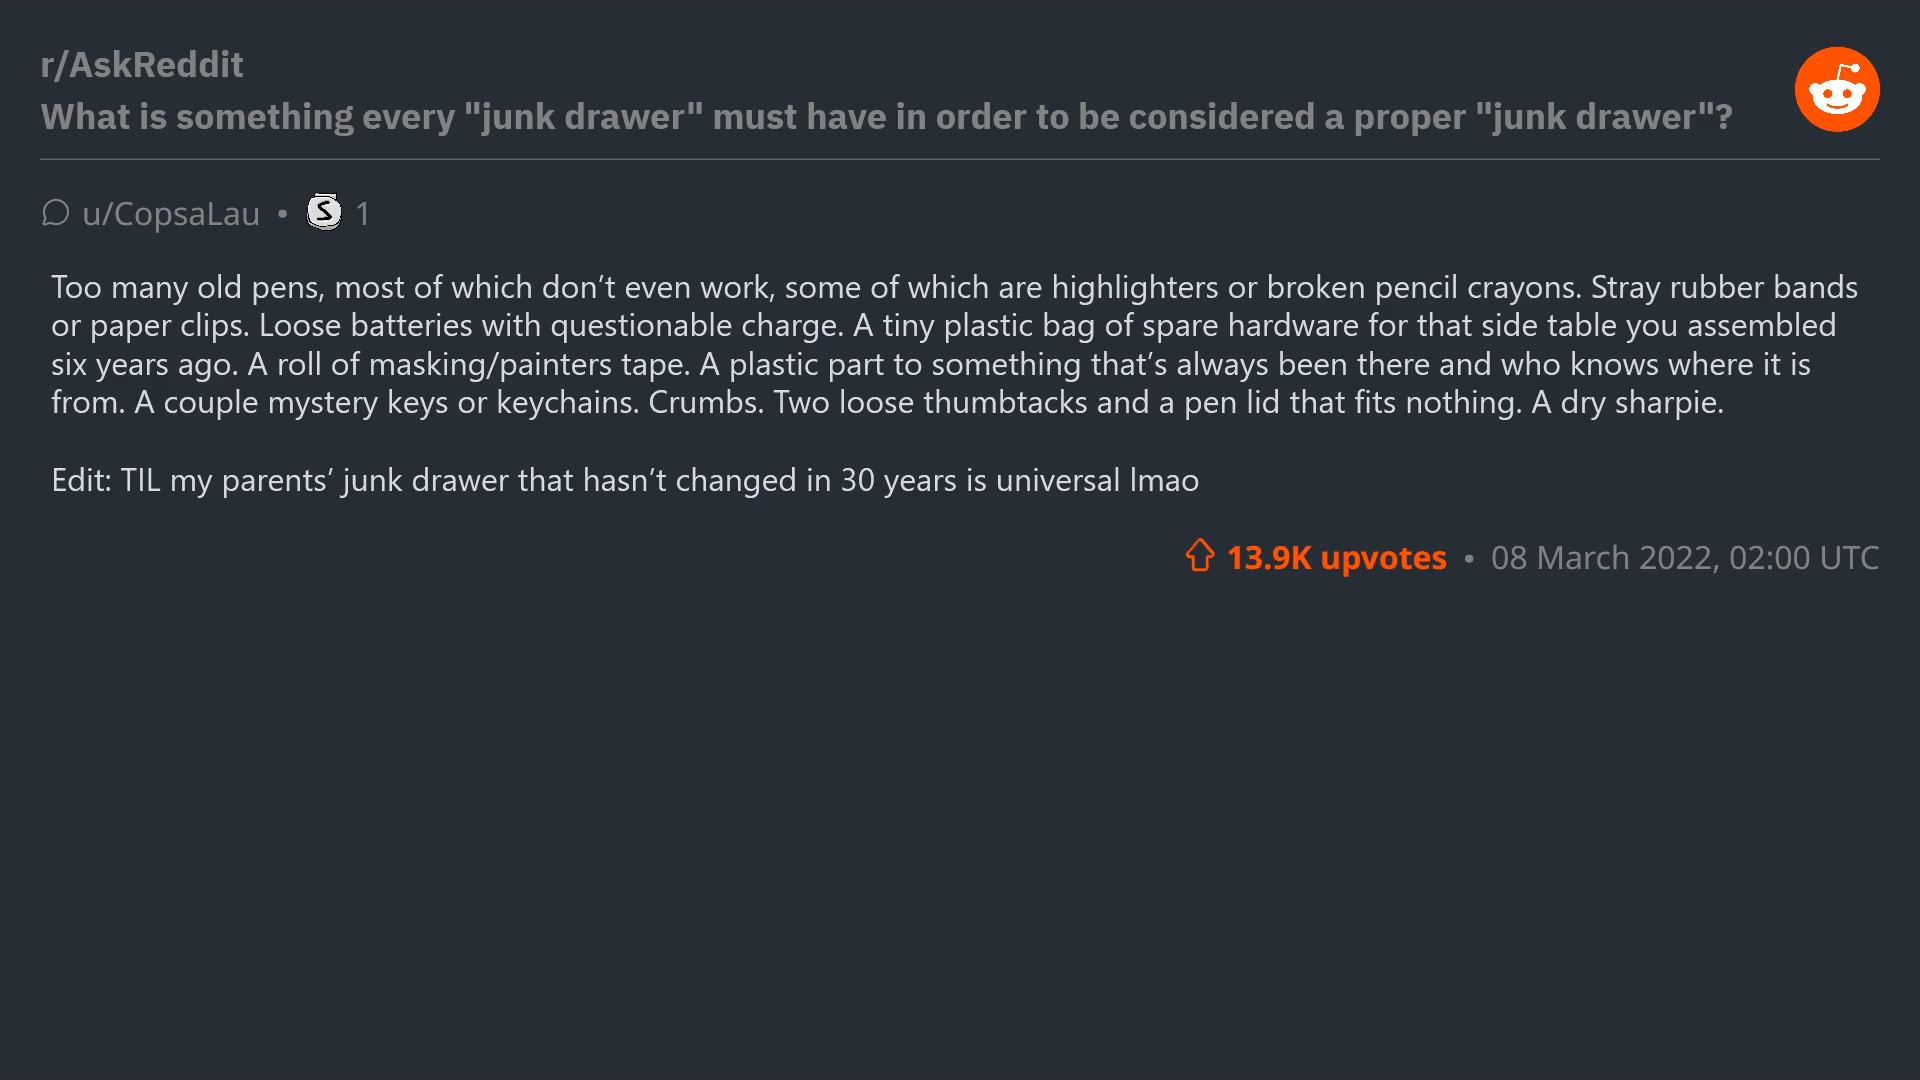 r/AskReddit
What is something every "junk drawer" must have in order to be considered a proper "junk drawer"?
u/CopsaLau • S 1
Too many old pens, most of which don’t even work, some of which are highlighters or broken pencil crayons. Stray rubber bands
or paper clips. Loose batteries with questionable charge. A tiny plastic bag of spare hardware for that side table you assembled
six years ago. A roll of masking/painters tape. A plastic part to something that’s always been there and who knows where it is
from. A couple mystery keys or keychains. Crumbs. Two loose thumbtacks and a pen lid that fits nothing. A dry sharpie.
Edit: TIL my parents’ junk drawer that hasn’t changed in 30 years is universal lmao
13.9K upvotes • 08 March 2022, 02:00 UTC